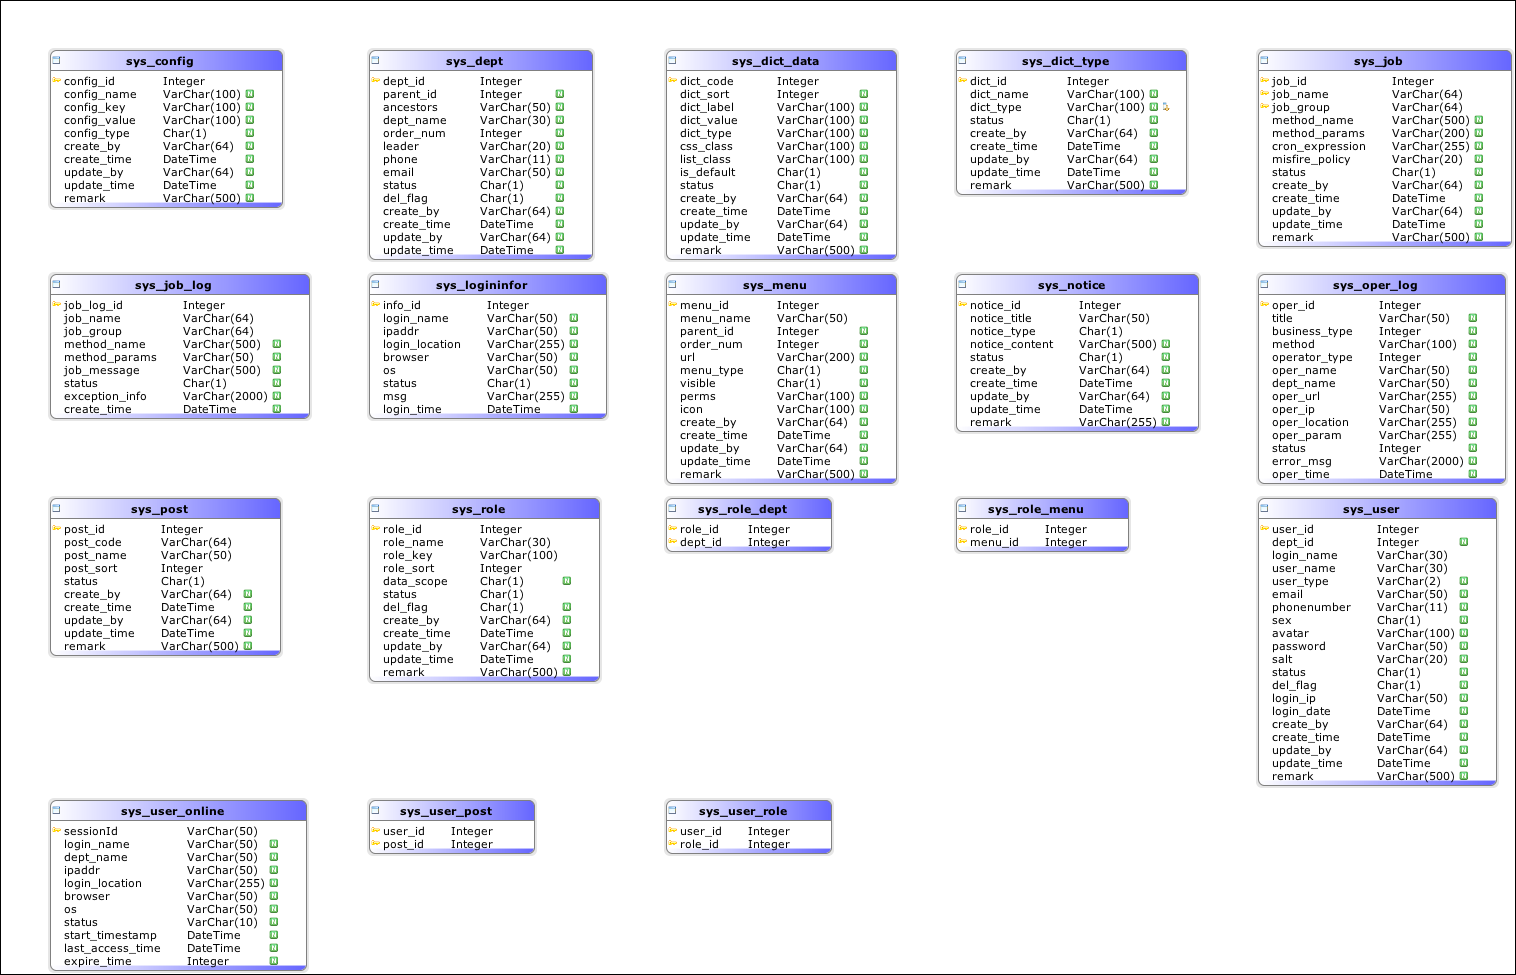 sys_config
config_id Integer
config_name VarChar(100) N
config_key VarChar(100) N
config_value VarChar(100) N
config_type Char(1) N
create_by VarChar(64) N
create_time DateTime N
update_by VarChar(64) N
update_time DateTime N
remark VarChar(500) N
sys_dept
dept_id Integer
parent_id Integer N
ancestors VarChar(50) N
dept_name VarChar(30) N
order_num Integer N
leader VarChar(20) N
phone VarChar(11) N
email VarChar(50) N
status Char(1) N
del_flag Char(1) N
create_by VarChar(64) N
create_time DateTime N
update_by VarChar(64) N
update_time DateTime N
sys_dict_data
dict_code Integer
dict_sort Integer N
dict_label VarChar(100) N
dict_value VarChar(100) N
dict_type VarChar(100) N
css_class VarChar(100) N
list_class VarChar(100) N
is_default Char(1) N
status Char(1) N
create_by VarChar(64) N
create_time DateTime N
update_by VarChar(64) N
update_time DateTime N
remark VarChar(500) N
sys_dict_type
dict_id Integer
dict_name VarChar(100) N
dict_type VarChar(100) N
status Char(1) N
create_by VarChar(64) N
create_time DateTime N
update_by VarChar(64) N
update_time DateTime N
remark VarChar(500) N
sys_job
job_id Integer
job_name VarChar(64)
job_group VarChar(64)
method_name VarChar(500) N
method_params VarChar(200) N
cron_expression VarChar(255) N
misfire_policy VarChar(20) N
status Char(1) N
create_by VarChar(64) N
create_time DateTime N
update_by VarChar(64) N
update_time DateTime N
remark VarChar(500) N
sys_job_log
job_log_id Integer
job_name VarChar(64)
job_group VarChar(64)
method_name VarChar(500) N
method_params VarChar(50) N
job_message VarChar(500) N
status Char(1) N
exception_info VarChar(2000) N
create_time DateTime N
sys_logininfor
info_id Integer
login_name VarChar(50) N
ipaddr VarChar(50) N
login_location VarChar(255) N
browser VarChar(50) N
os VarChar(50) N
status Char(1) N
msg VarChar(255) N
login_time DateTime N
sys_menu
menu_id Integer
menu_name VarChar(50)
parent_id Integer N
order_num Integer N
url VarChar(200) N
menu_type Char(1) N
visible Char(1) N
perms VarChar(100) N
icon VarChar(100) N
create_by VarChar(64) N
create_time DateTime N
update_by VarChar(64) N
update_time DateTime N
remark VarChar(500) N
sys_notice
notice_id Integer
notice_title VarChar(50)
notice_type Char(1)
notice_content VarChar(500) N
status Char(1) N
create_by VarChar(64) N
create_time DateTime N
update_by VarChar(64) N
update_time DateTime N
remark VarChar(255) N
sys_oper_log
oper_id Integer
title VarChar(50) N
business_type Integer N
method VarChar(100) N
operator_type Integer N
oper_name VarChar(50) N
dept_name VarChar(50) N
oper_url VarChar(255) N
oper_ip VarChar(50) N
oper_location VarChar(255) N
oper_param VarChar(255) N
status Integer N
error_msg VarChar(2000) N
oper_time DateTime N
sys_post
post_id Integer
post_code VarChar(64)
post_name VarChar(50)
post_sort Integer
status Char(1)
create_by VarChar(64) N
create_time DateTime N
update_by VarChar(64) N
update_time DateTime N
remark VarChar(500) N
sys_role
role_id Integer
role_name VarChar(30)
role_key VarChar(100)
role_sort Integer
data_scope Char(1) N
status Char(1)
del_flag Char(1) N
create_by VarChar(64) N
create_time DateTime N
update_by VarChar(64) N
update_time DateTime N
remark VarChar(500) N
sys_role_dept
role_id Integer
dept_id Integer
sys_role_menu
role_id Integer
menu_id Integer
sys_user
user_id Integer
dept_id Integer N
login_name VarChar(30)
user_name VarChar(30)
user_type VarChar(2) N
email VarChar(50) N
phonenumber VarChar(11) N
sex Char(1) N
avatar VarChar(100) N
password VarChar(50) N
salt VarChar(20) N
status Char(1) N
del_flag Char(1) N
login_ip VarChar(50) N
login_date DateTime N
create_by VarChar(64) N
create_time DateTime N
update_by VarChar(64) N
update_time DateTime N
remark VarChar(500) N
sys_user_online
sessionId VarChar(50)
login_name VarChar(50) N
dept_name VarChar(50) N
ipaddr VarChar(50) N
login_location VarChar(255) N
browser VarChar(50) N
os VarChar(50) N
status VarChar(10) N
start_timestamp DateTime N
last_access_time DateTime N
expire_time Integer N
sys_user_post
user_id Integer
post_id Integer
sys_user_role
user_id Integer
role_id Integer